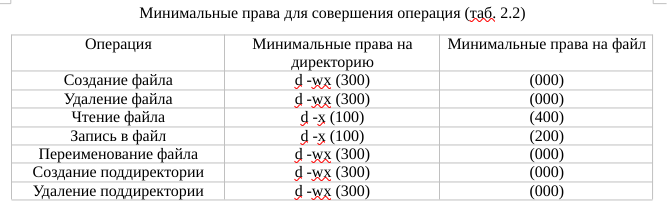 Минимальные права для совершения операция (таб. 2.2)
Операция Минимальные права на директорию Минимальные права на файл
Создание файла d -wx (300) (000)
Удаление файла d -wx (300) (000)
Чтение файла d -x (100) (400)
Запись в файл d -x (100) (200)
Переименование файла d -wx (300) (000)
Создание поддиректории d -wx (300) (000)
Удаление поддиректории d -wx (300) (000)